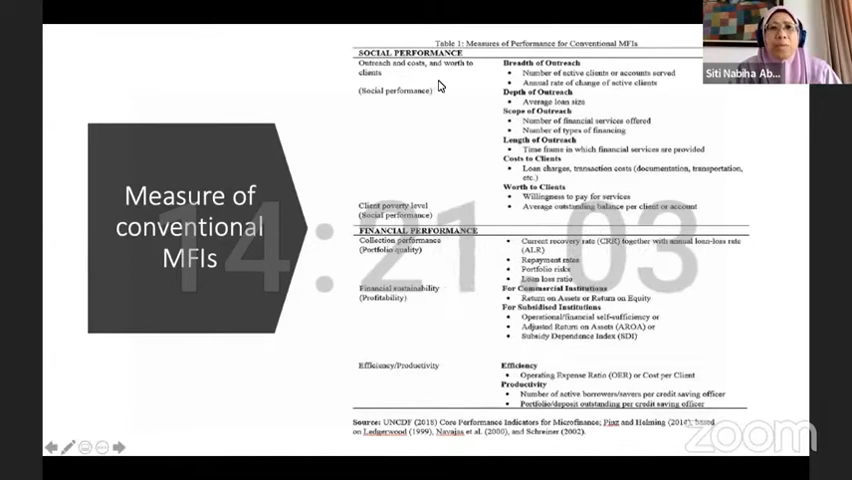 Table 1: Measures of Performance for Conventional MFIs
SOCIAL PERFORMANCE
Outreach and costs, and worth to
clients
(Social performance)
Breadth of Outreach
• Number of active clients or accounts served
• Annual rate of change of active clients
Depth of Outreach
• Average loan size
Scope of Outreach
• Number of financial services offered
• Number of types of financing
Length of Outreach
• Time frame in which financial services are provided
Costs to Clients
• Loan charges, transaction costs (documentation, transportation,
etc.)
Worth to Clients
• Willingness to pay for services
Client poverty level
(Social performance)
• Average outstanding balance per client or account
FINANCIAL PERFORMANCE
Collection performance
(Portfolio quality)
• Current recovery rate (CRR) together with annual loan-loss rate
(ALR)
• Repayment rates
• Portfolio risks
• Loan loss ratio
Financial sustainability
(Profitability)
For Commercial Institutions
• Return on Assets or Return on Equity
For Subsidised Institutions
• Operational/financial self-sufficiency or
• Adjusted Return on Assets (AROA) or
• Subsidy Dependence Index (SDI)
Efficiency/Productivity
Efficiency
• Operating Expense Ratio (OER) or Cost per Client
Productivity
• Number of active borrowers/savers per credit saving officer
• Portfolio/deposit outstanding per credit saving officer
Source: UNCDF (2016) Core Performance Indicators for Microfinance; and Helming (2016), based
on Ledgerwood (1999), Navajas et al. (2000), and Schreiner (2002).
Measure of
conventional
MFIs
14:21:03
Siti Nabiha Ab...
zoom